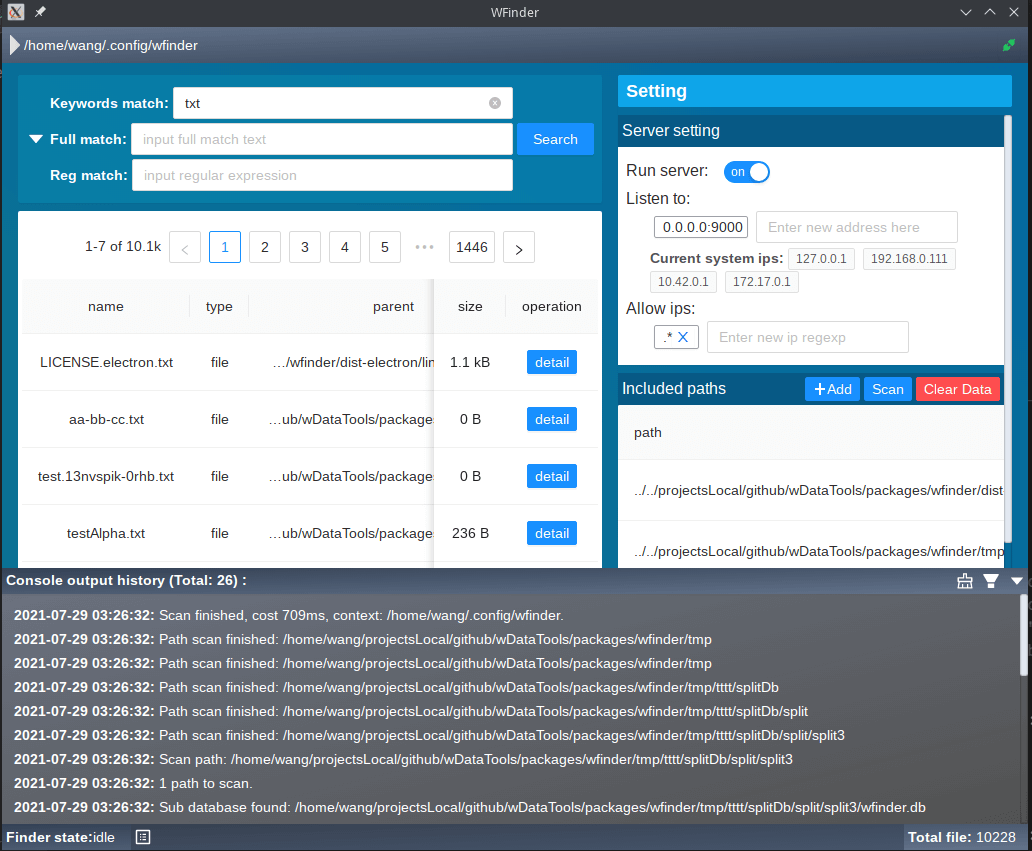 WFinder
/home/wang/.config/wfinder
Keywords match: txt
Full match: input full match text Search
Reg match: input regular expression
1-7 of 10.1k < 1 2 3 4 5 ••• 1446 >
name type parent size operation
LICENSE.electron.txt file …/wfinder/dist-electron/lin 1.1 kB detail
aa-bb-cc.txt file …ub/wDataTools/package 0 B detail
test.13nvspik-0rhb.txt file …ub/wDataTools/package 0 B detail
testAlpha.txt file …ub/wDataTools/package 236 B detail
Setting
Server setting
Run server: on
Listen to:
0.0.0.0:9000 Enter new address here
Current system ips: 127.0.0.1 192.168.0.111
10.42.0.1 172.17.0.1
Allow ips:
.* X Enter new ip regexp
Included paths +Add Scan Clear Data
path
../../projectsLocal/github/wDataTools/packages/wfinder/dist
../../projectsLocal/github/wDataTools/packages/wfinder/tmp
Console output history (Total: 26) :
2021-07-29 03:26:32: Scan finished, cost 709ms, context: /home/wang/.config/wfinder.
2021-07-29 03:26:32: Path scan finished: /home/wang/projectsLocal/github/wDataTools/packages/wfinder/tmp
2021-07-29 03:26:32: Path scan finished: /home/wang/projectsLocal/github/wDataTools/packages/wfinder/tmp
2021-07-29 03:26:32: Path scan finished: /home/wang/projectsLocal/github/wDataTools/packages/wfinder/tmp/tttt/splitDb
2021-07-29 03:26:32: Path scan finished: /home/wang/projectsLocal/github/wDataTools/packages/wfinder/tmp/tttt/splitDb/split
2021-07-29 03:26:32: Path scan finished: /home/wang/projectsLocal/github/wDataTools/packages/wfinder/tmp/tttt/splitDb/split/split3
2021-07-29 03:26:32: Scan path: /home/wang/projectsLocal/github/wDataTools/packages/wfinder/tmp/tttt/splitDb/split/split3
2021-07-29 03:26:32: 1 path to scan.
2021-07-29 03:26:32: Sub database found: /home/wang/projectsLocal/github/wDataTools/packages/wfinder/tmp/tttt/splitDb/split/split3/wfinder.db
Finder state:idle Total file: 10228